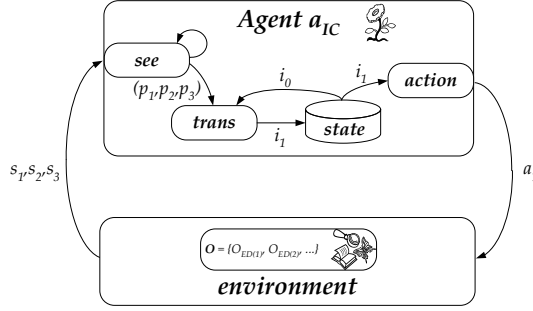 Agent a_IC
see
(p_1,p_2,p_3)
i_0
i_1
action
trans
i_1
state
s_1,s_2,s_3
a
O = {O_ED(1), O_ED(2), ...}
environment